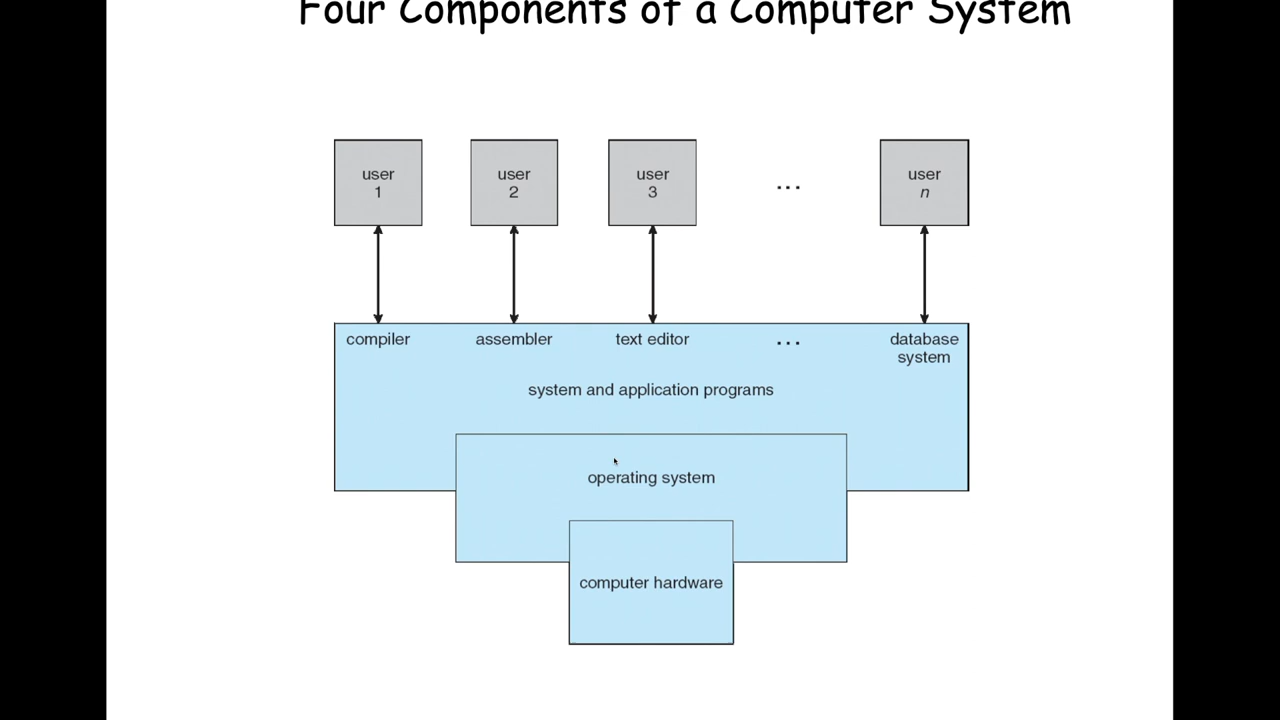 Four Components of a Computer System
user
1
user
2
user
3
...
user
n
compiler
assembler
text editor
...
database
system
system and application programs
operating system
computer hardware